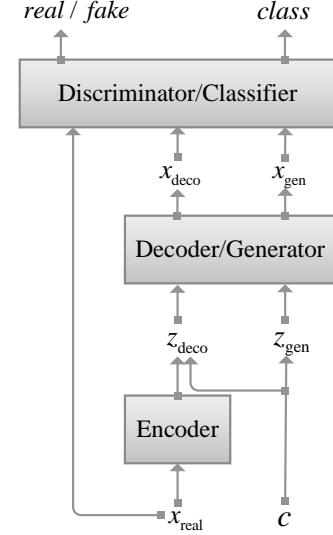 real / fake class
Discriminator/Classifier
x_deco x_gen
Decoder/Generator
z_deco z_gen
Encoder
x_real c